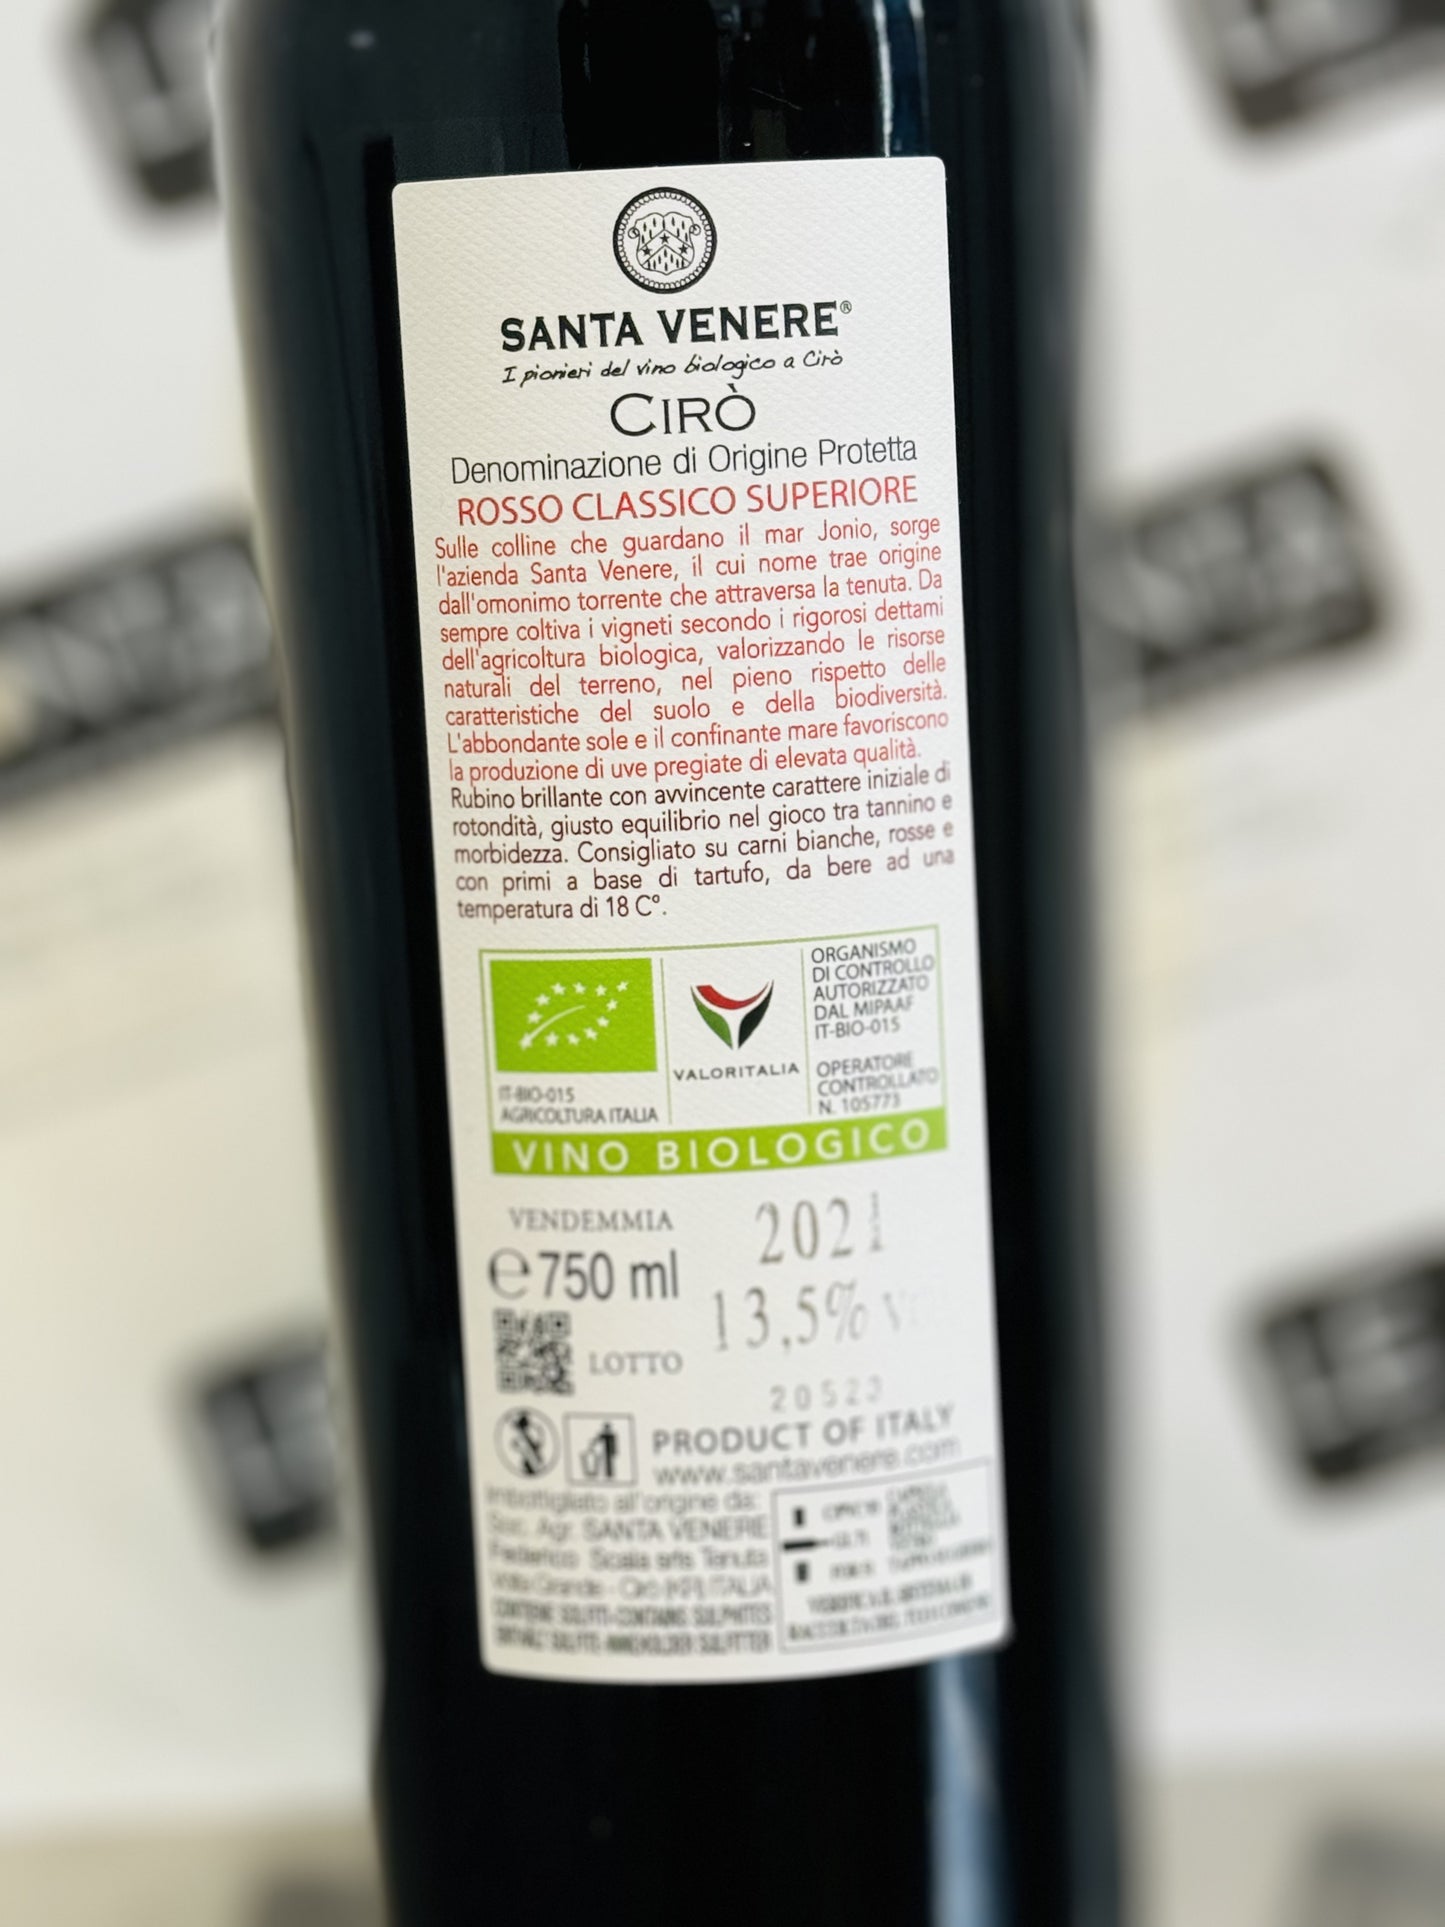 SANTA VENERE®
I pionieri del vino biologico a Cirò
CIRÒ
Denominazione di Origine Protetta
ROSSO CLASSICO SUPERIORE
Sulle colline che guardano il mar Jonio, sorge
l'azienda Santa Venere, il cui nome trae origine
dall'omonimo torrente che attraversa la tenuta. Da
sempre coltiva i vigneti secondo i rigorosi dettami
dell'agricoltura biologica, valorizzando le risorse
naturali del terreno, nel pieno rispetto delle
caratteristiche del suolo e della biodiversità.
L'abbondante sole e il confinante mare favoriscono
la produzione di uve pregiate di elevata qualità.
Rubino brillante con avvincente carattere iniziale di
rotondità, giusto equilibrio nel gioco tra tannino e
morbidezza. Consigliato su carni bianche, rosse e
con primi a base di tartufo, da bere ad una
temperatura di 18 C°.
ORGANISMO
DI CONTROLLO
AUTORIZZATO
DAL MIPAAF
IT-BIO-015
OPERATORE
CONTROLLATO
N. 105773
VALORITALIA
IT-BIO-015
AGRICOLTURA ITALIA
VINO BIOLOGICO
VENDEMMIA 2021
e 750 ml 13,5%
LOTTO
PRODUCT OF ITALY
www.santavenere.com
Imbottigliato all'origine da:
Soc. Agr. SANTA VENERE
Federico Scala Tenuta
CONTIENE SOLFITI-CONTAINS SULPHITES